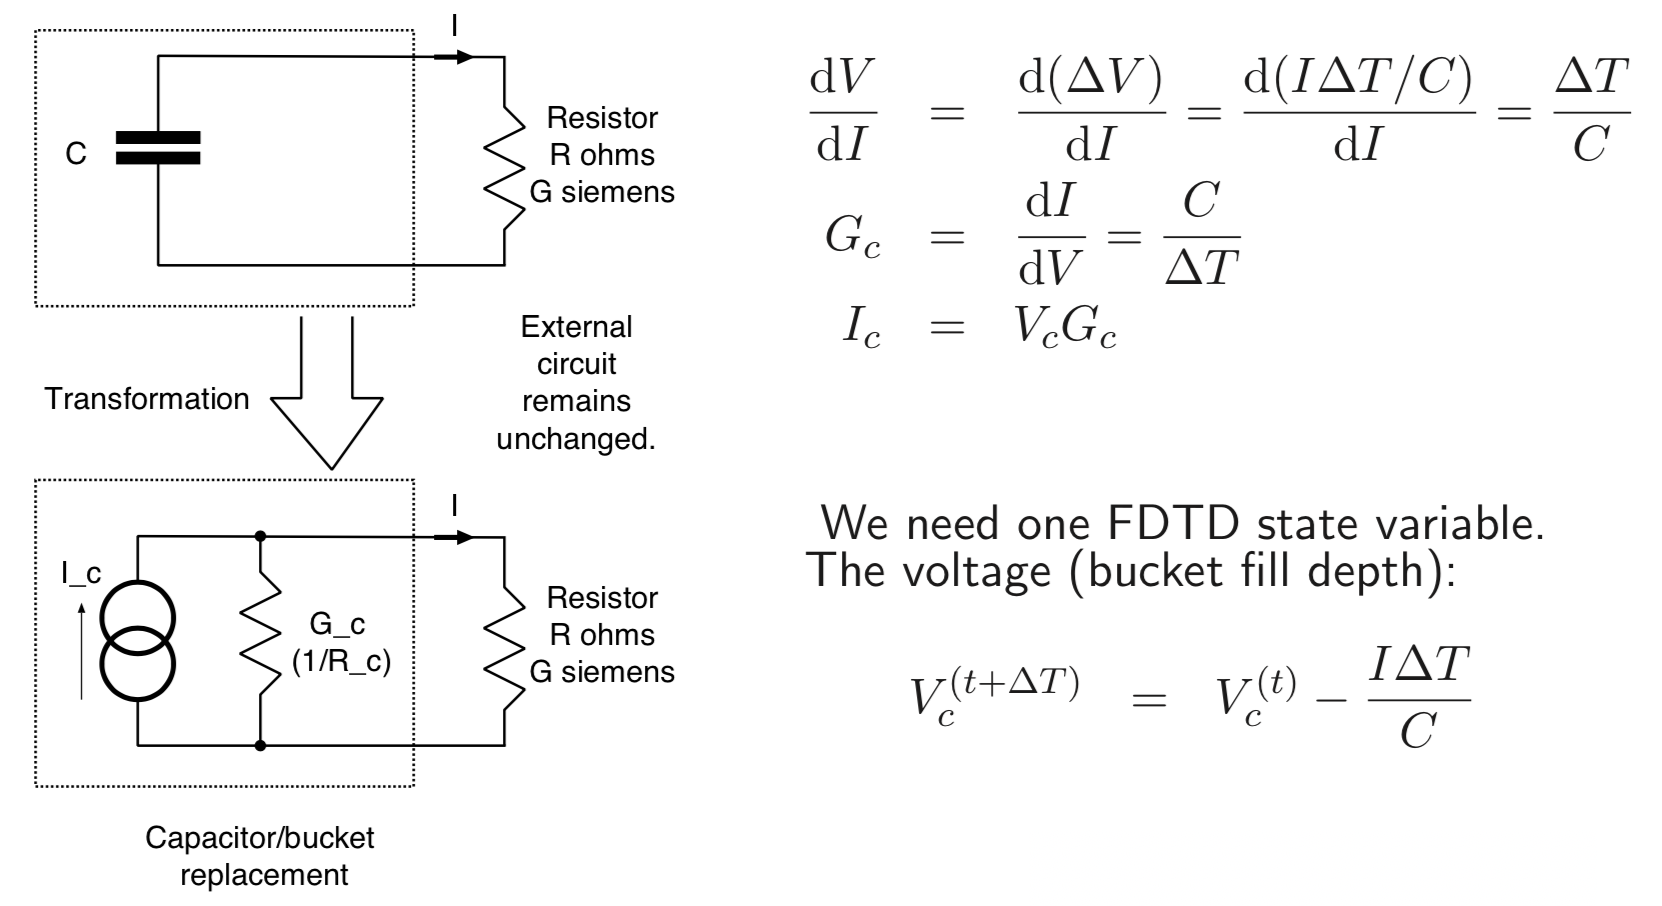 I
C
Resistor
R ohms
G siemens
Transformation
External
circuit
remains
unchanged.
I
I_c
G_c
(1/R_c)
Resistor
R ohms
G siemens
Capacitor/bucket
replacement
dV/dI = d(ΔV)/dI = d(IΔT/C)/dI = ΔT/C
G_c = dI/dV = C/ΔT
I_c = V_c G_c
We need one FDTD state variable.
The voltage (bucket fill depth):
V_c^(t+ΔT) = V_c^(t) − IΔT/C